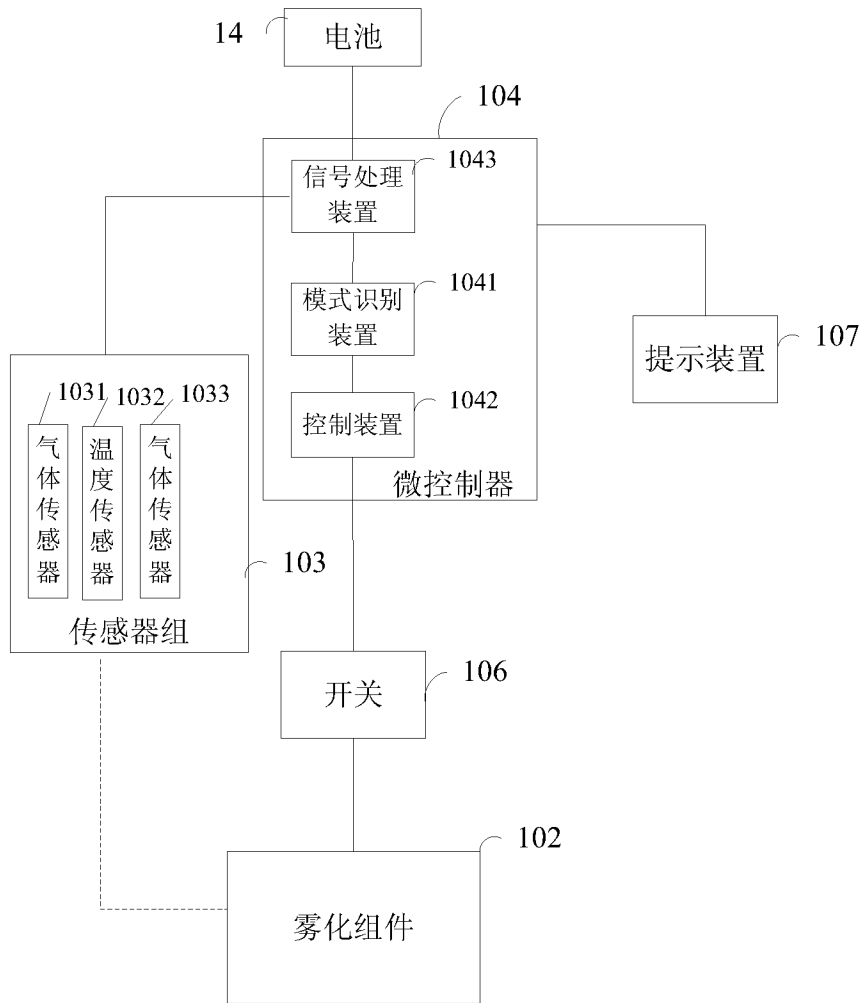 14
电池
104
信号处理
装置
1043
模式识别
装置
1041
107
提示装置
1031
1032
1033
控制装置
1042
气体传感器
温度传感器
气体传感器
微控制器
103
传感器组
开关
106
102
雾化组件